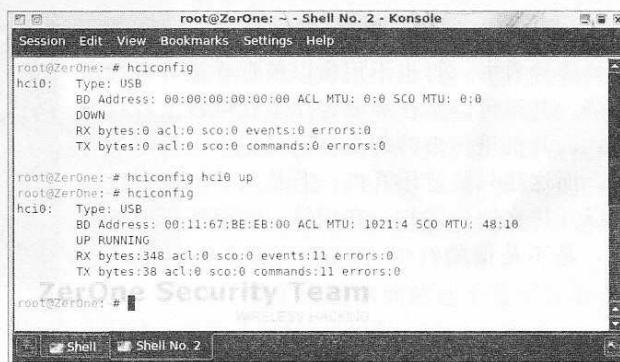 root@ZerOne: ~ - Shell No. 2 - Konsole
Session Edit View Bookmarks Settings Help
root@ZerOne:~# hciconfig
hci0: Type: USB
BD Address: 00:00:00:00:00:00 ACL MTU: 0:0 SCO MTU: 0:0
DOWN
RX bytes:0 acl:0 sco:0 events:0 errors:0
TX bytes:0 acl:0 sco:0 commands:0 errors:0
root@ZerOne:~# hciconfig hci0 up
root@ZerOne:~# hciconfig
hci0: Type: USB
BD Address: 00:11:67:BE:EB:00 ACL MTU: 1021:4 SCO MTU: 48:10
UP RUNNING
RX bytes:348 acl:0 sco:0 events:11 errors:0
TX bytes:38 acl:0 sco:0 commands:11 errors:0
root@ZerOne:~#
ZerOne Security Team
WIRELESS HACKING
Shell Shell No. 2